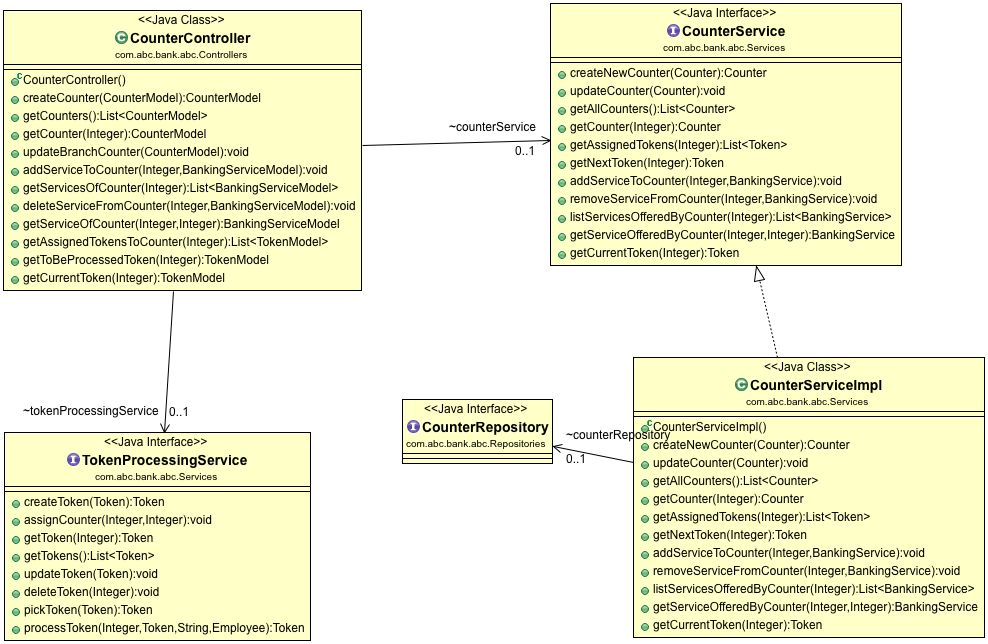 <<Java Class>>
CounterController
com.abc.bank.abc.Controllers
CounterController()
createCounter(CounterModel):CounterModel
getCounters():List<CounterModel>
getCounter(Integer):CounterModel
updateBranchCounter(CounterModel):void
addServiceToCounter(Integer,BankingServiceModel):void
getServicesOfCounter(Integer):List<BankingServiceModel>
deleteServiceFromCounter(Integer,BankingServiceModel):void
getServiceOfCounter(Integer,Integer):BankingServiceModel
getAssignedTokensToCounter(Integer):List<TokenModel>
getToBeProcessedToken(Integer):TokenModel
getCurrentToken(Integer):TokenModel
~counterService
0..1
<<Java Interface>>
CounterService
com.abc.bank.abc.Services
createNewCounter(Counter):Counter
updateCounter(Counter):void
getAllCounters():List<Counter>
getCounter(Integer):Counter
getAssignedTokens(Integer):List<Token>
getNextToken(Integer):Token
addServiceToCounter(Integer,BankingService):void
removeServiceFromCounter(Integer,BankingService):void
listServicesOfferedByCounter(Integer):List<BankingService>
getServiceOfferedByCounter(Integer,Integer):BankingService
getCurrentToken(Integer):Token
~tokenProcessingService
0..1
<<Java Interface>>
TokenProcessingService
com.abc.bank.abc.Services
createToken(Token):Token
assignCounter(Integer,Integer):void
getToken(Integer):Token
getTokens():List<Token>
updateToken(Token):void
deleteToken(Integer):void
pickToken(Token):Token
processToken(Integer,Token,String,Employee):Token
<<Java Interface>>
CounterRepository
com.abc.bank.abc.Repositories
~counterRepository
0..1
<<Java Class>>
CounterServiceImpl
com.abc.bank.abc.Services
CounterServiceImpl()
createNewCounter(Counter):Counter
updateCounter(Counter):void
getAllCounters():List<Counter>
getCounter(Integer):Counter
getAssignedTokens(Integer):List<Token>
getNextToken(Integer):Token
addServiceToCounter(Integer,BankingService):void
removeServiceFromCounter(Integer,BankingService):void
listServicesOfferedByCounter(Integer):List<BankingService>
getServiceOfferedByCounter(Integer,Integer):BankingService
getCurrentToken(Integer):Token